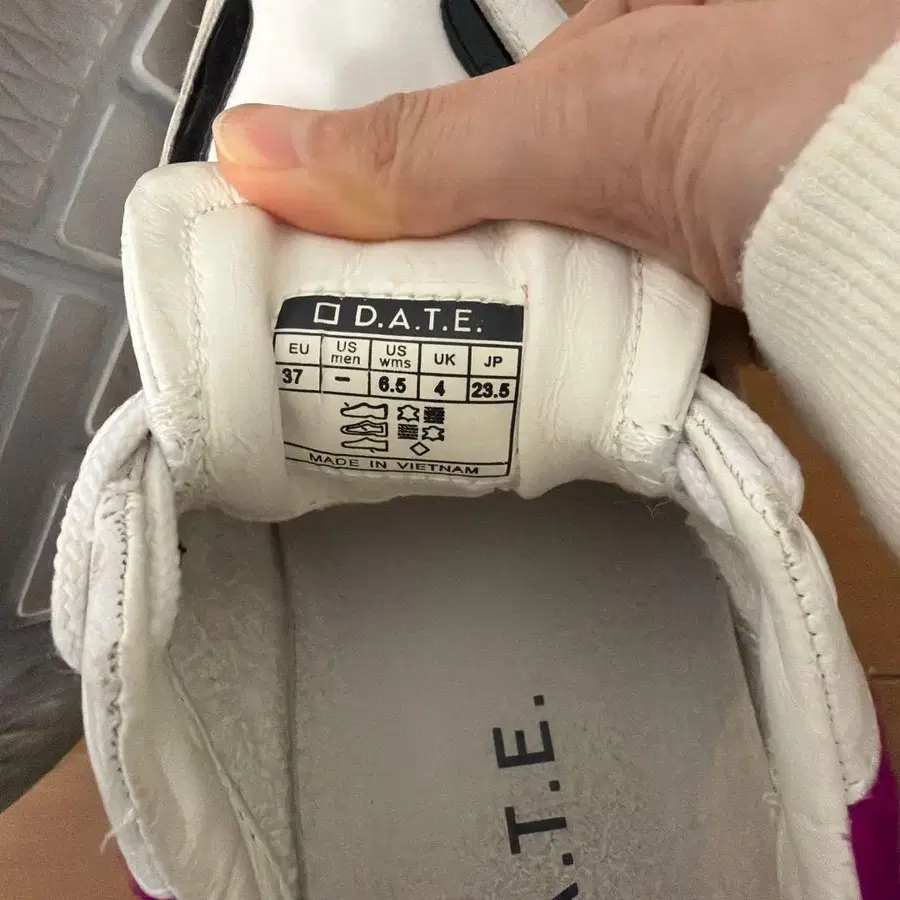 D.A.T.E.
EU US men US wms UK JP
37 – 6.5 4 23.5
MADE IN VIETNAM
.T.E.